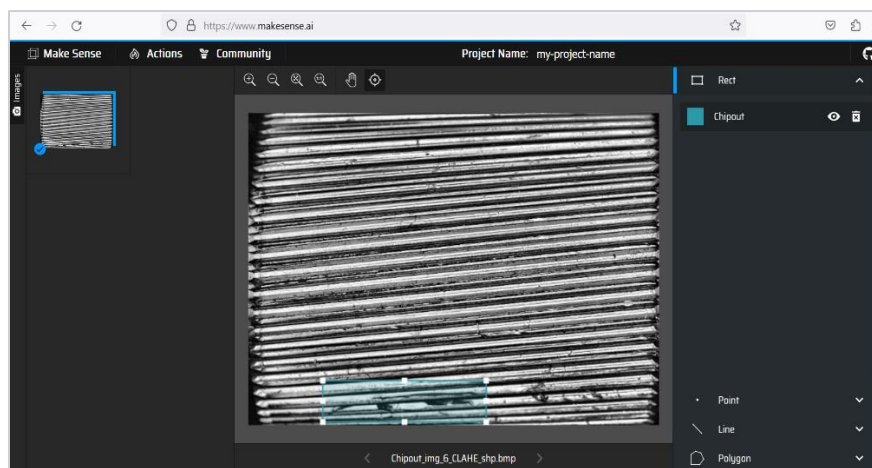 https://www.makesense.ai
Make Sense Actions Community Project Name: my-project-name
Images
Rect
Chipout
Point
Line
Polygon
Chipout_img_6_CLAHE_shp.bmp